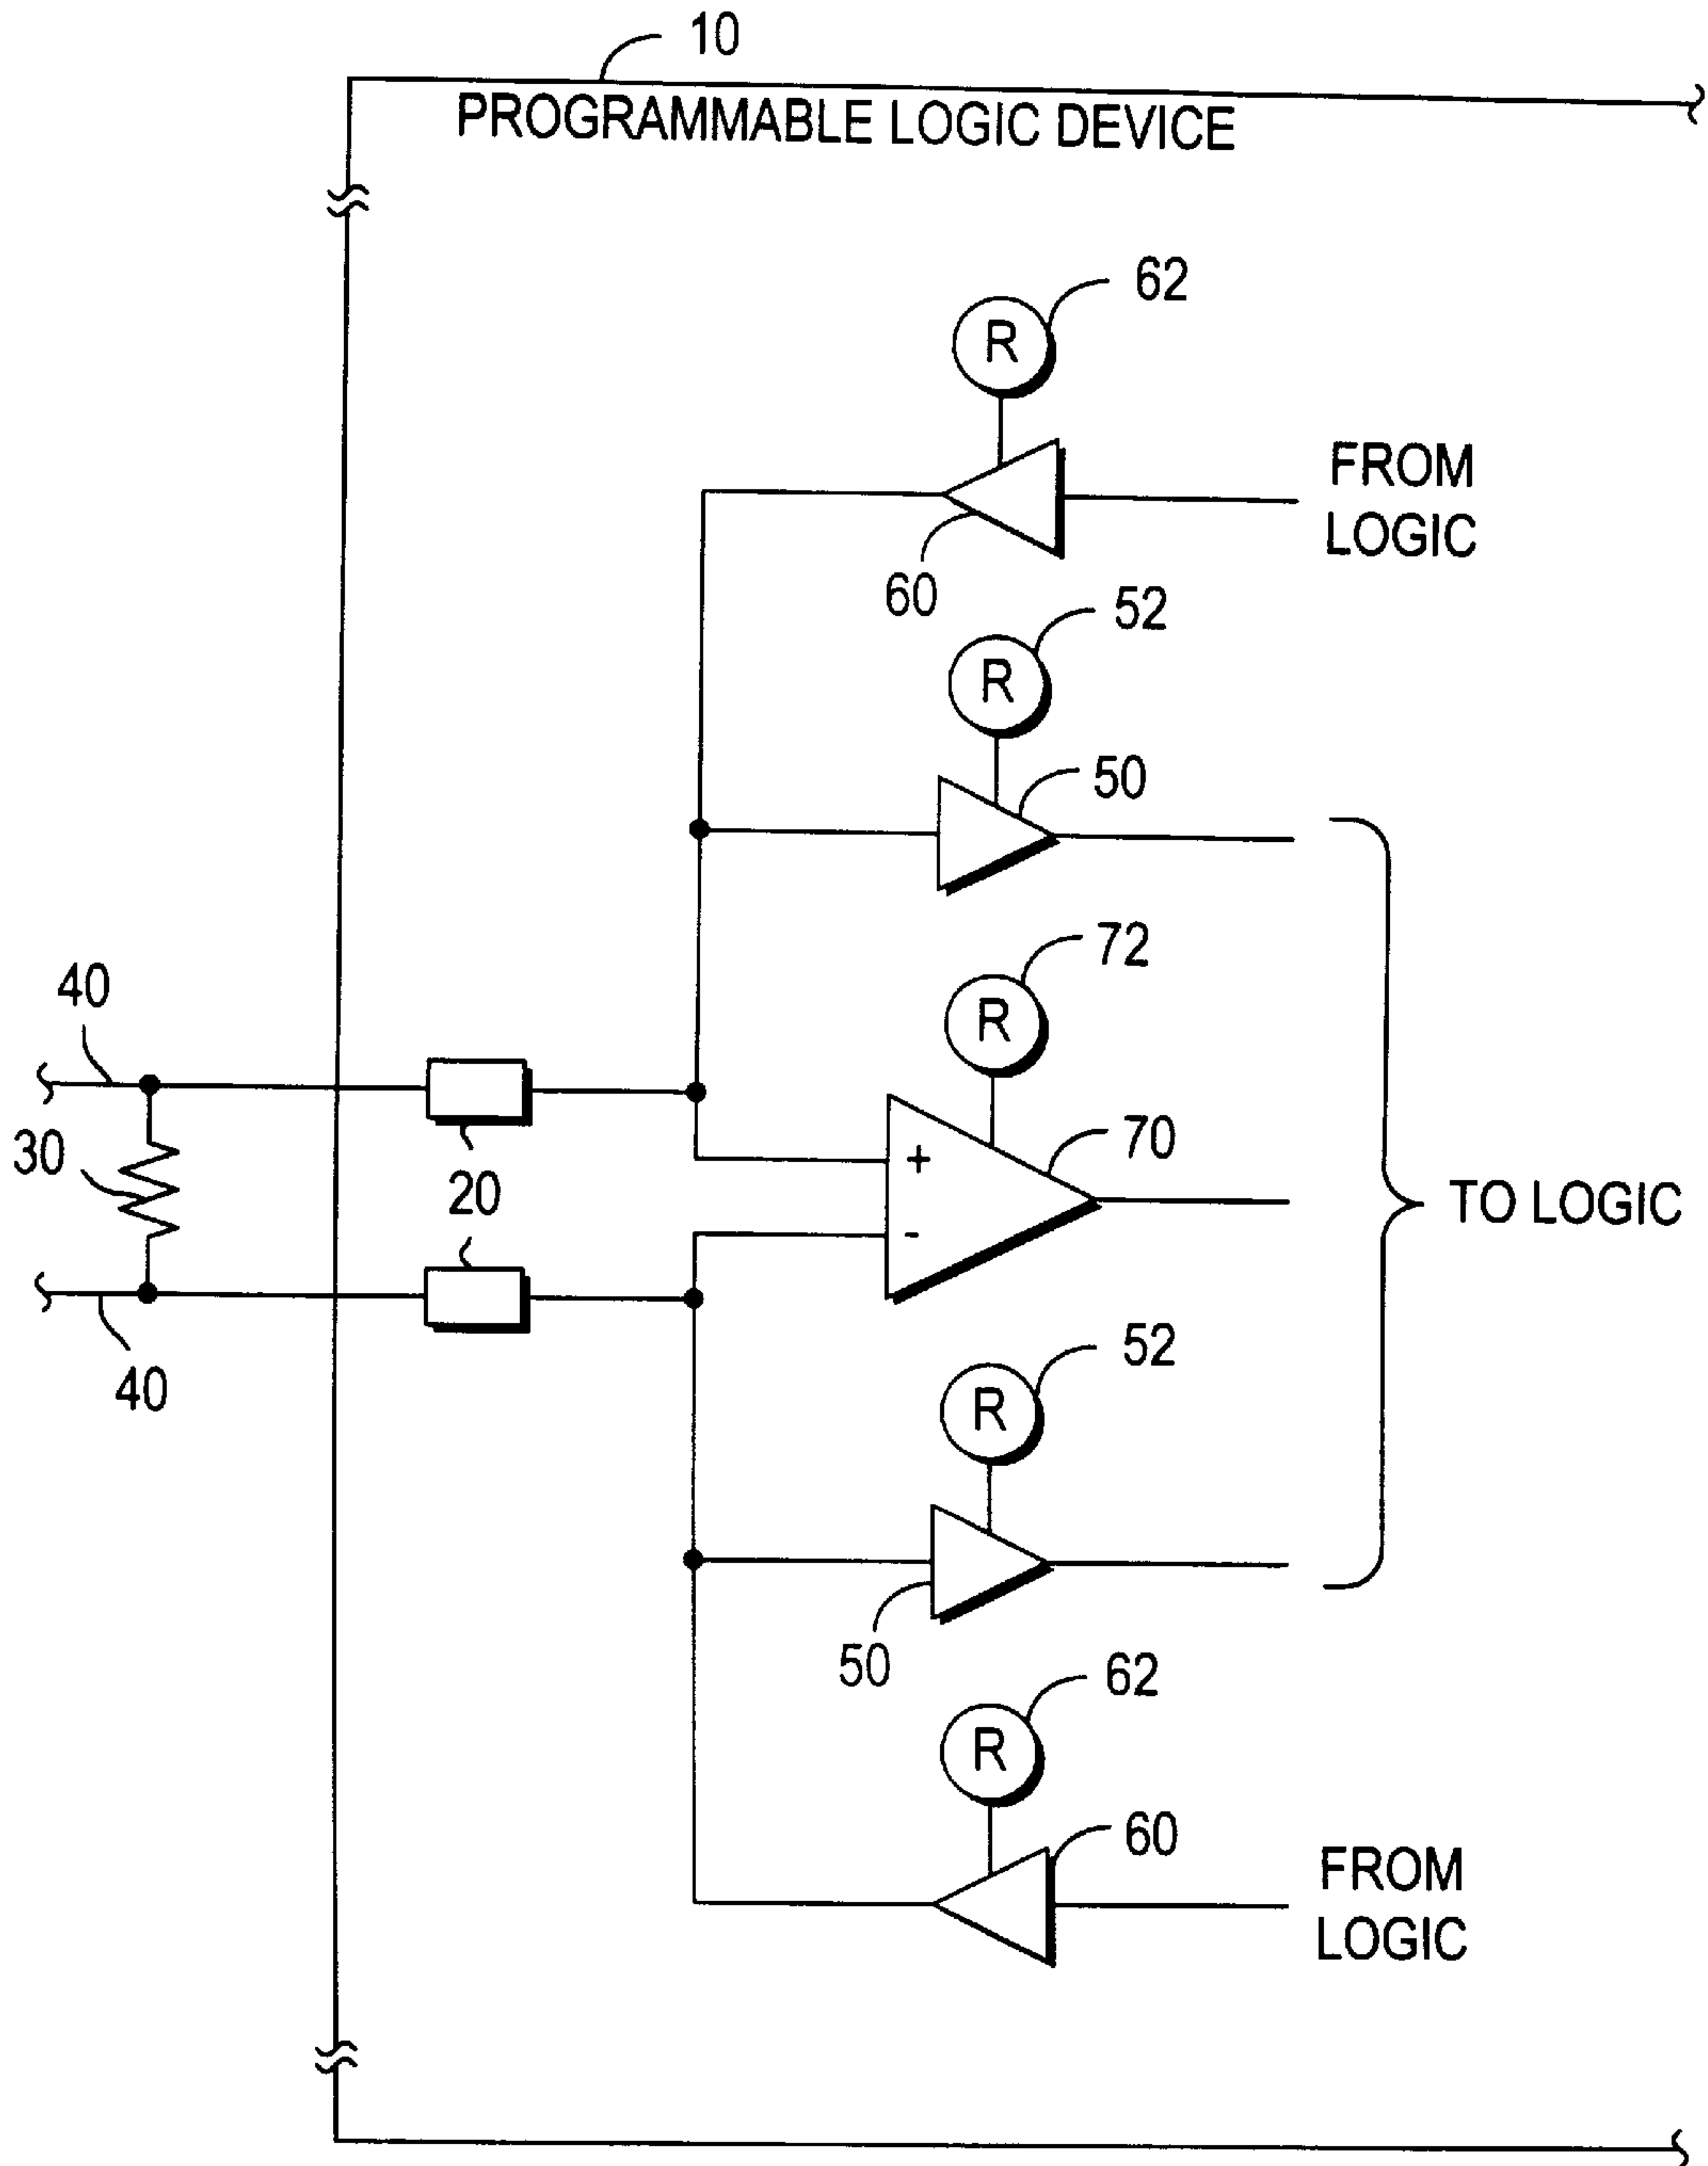 10
PROGRAMMABLE LOGIC DEVICE
62
R
FROM
LOGIC
60
52
R
50
72
R
40
30
20
+
70
-
TO LOGIC
40
52
R
50
62
R
60
FROM
LOGIC